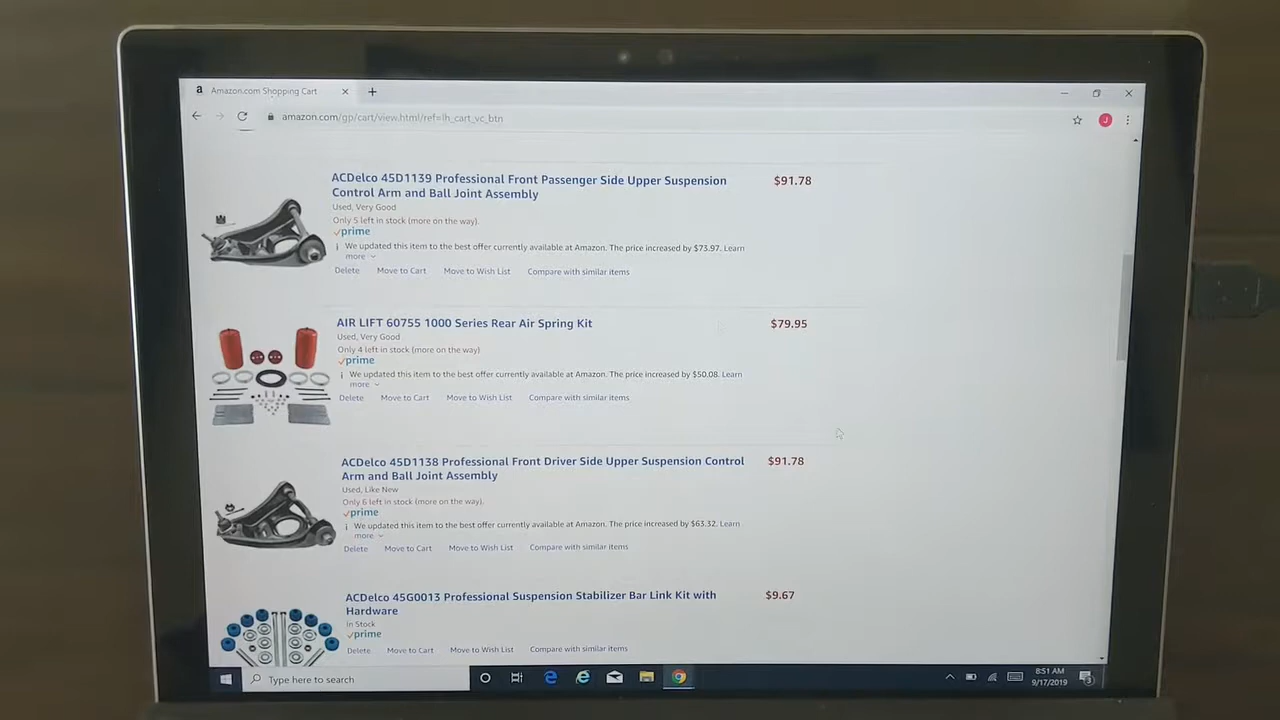 Amazon.com Shopping Cart
amazon.com/gp/cart/view.html/ref=lh_cart_vc_btn
J
ACDelco 45D1139 Professional Front Passenger Side Upper Suspension
Control Arm and Ball Joint Assembly
$91.78
Used, Very Good
Only 5 left in stock (more on the way).
prime
We updated this item to the best offer currently available at Amazon. The price increased by $73.97. Learn
more
Delete Move to Cart Move to Wish List Compare with similar items
AIR LIFT 60755 1000 Series Rear Air Spring Kit
$79.95
Used, Very Good
Only 4 left in stock (more on the way)
prime
We updated this item to the best offer currently available at Amazon. The price increased by $50.08. Learn
more
Delete Move to Cart Move to Wish List Compare with similar items
ACDelco 45D1138 Professional Front Driver Side Upper Suspension Control
Arm and Ball Joint Assembly
$91.78
Used, Like New
Only 6 left in stock (more on the way).
prime
We updated this item to the best offer currently available at Amazon. The price increased by $63.32. Learn
more
Delete Move to Cart Move to Wish List Compare with similar items
ACDelco 45G0013 Professional Suspension Stabilizer Bar Link Kit with
Hardware
$9.67
In Stock
prime
Delete Move to Cart Move to Wish List Compare with similar items
Type here to search
8:51 AM
9/17/2019
3